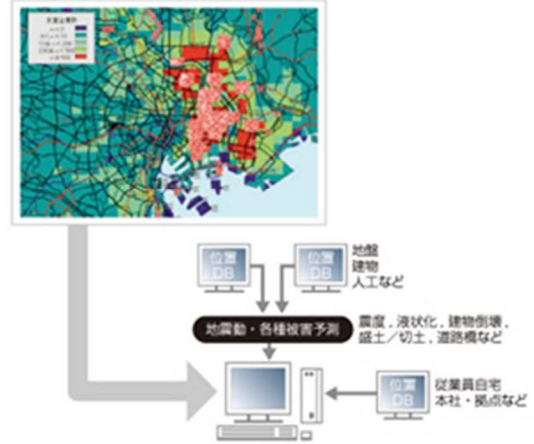 位置
DB
位置
DB
地盤
建物
人工など
地震動・各種被害予測
震度，液状化，建物倒壊，
盛土／切土，道路橋など
位置
DB
従業員自宅
本社・拠点など